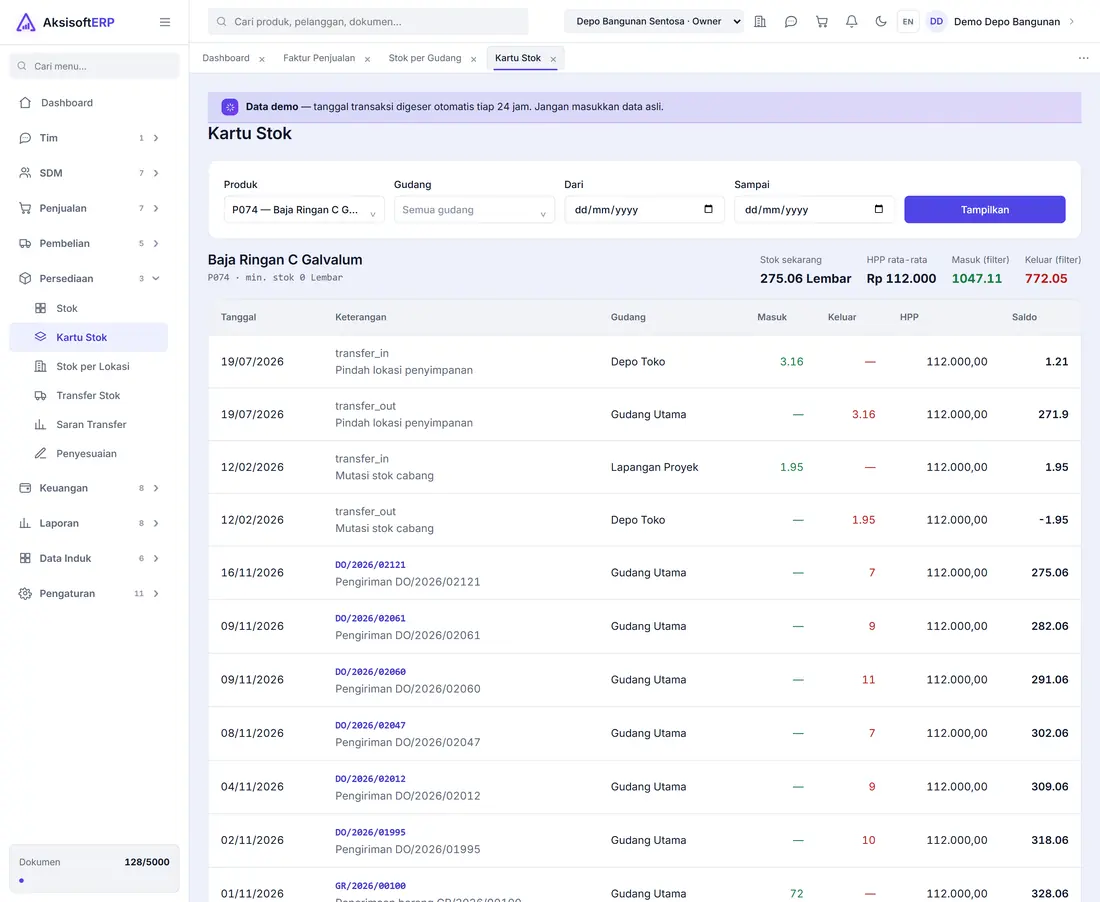 AksisoftERP
Cari produk, pelanggan, dokumen...
Depo Bangunan Sentosa · Owner
EN
DD
Demo Depo Bangunan
Cari menu...
Dashboard
Tim 1
SDM 7
Penjualan 7
Pembelian 5
Persediaan 3
Stok
Kartu Stok
Stok per Lokasi
Transfer Stok
Saran Transfer
Penyesuaian
Keuangan 8
Laporan 8
Data Induk 6
Pengaturan 11
Dokumen 128/5000
Dashboard × Faktur Penjualan × Stok per Gudang × Kartu Stok ×
Data demo — tanggal transaksi digeser otomatis tiap 24 jam. Jangan masukkan data asli.
Kartu Stok
Produk Gudang Dari Sampai
P074 — Baja Ringan C G... Semua gudang dd/mm/yyyy dd/mm/yyyy Tampilkan
Baja Ringan C Galvalum
P074 · min. stok 0 Lembar
Stok sekarang HPP rata-rata Masuk (filter) Keluar (filter)
275.06 Lembar Rp 112.000 1047.11 772.05
Tanggal Keterangan Gudang Masuk Keluar HPP Saldo
19/07/2026 transfer_in Depo Toko 3.16 — 112.000,00 1.21
Pindah lokasi penyimpanan
19/07/2026 transfer_out Gudang Utama — 3.16 112.000,00 271.9
Pindah lokasi penyimpanan
12/02/2026 transfer_in Lapangan Proyek 1.95 — 112.000,00 1.95
Mutasi stok cabang
12/02/2026 transfer_out Depo Toko — 1.95 112.000,00 -1.95
Mutasi stok cabang
16/11/2026 DO/2026/02121 Gudang Utama — 7 112.000,00 275.06
Pengiriman DO/2026/02121
09/11/2026 DO/2026/02061 Gudang Utama — 9 112.000,00 282.06
Pengiriman DO/2026/02061
09/11/2026 DO/2026/02060 Gudang Utama — 11 112.000,00 291.06
Pengiriman DO/2026/02060
08/11/2026 DO/2026/02047 Gudang Utama — 7 112.000,00 302.06
Pengiriman DO/2026/02047
04/11/2026 DO/2026/02012 Gudang Utama — 9 112.000,00 309.06
Pengiriman DO/2026/02012
02/11/2026 DO/2026/01995 Gudang Utama — 10 112.000,00 318.06
Pengiriman DO/2026/01995
01/11/2026 GR/2026/00100 Gudang Utama 72 — 112.000,00 328.06